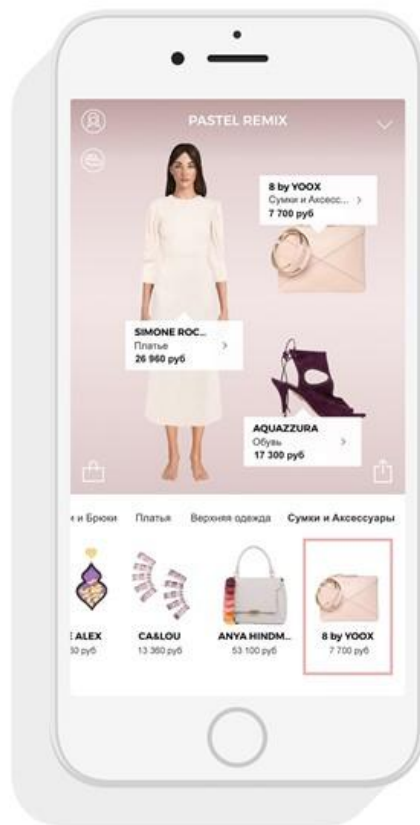 PASTEL REMIX
8 by YOOX
Сумки и Аксесс...
7 700 руб
SIMONE ROC...
Платье
26 960 руб
AQUAZZURA
Обувь
17 300 руб
и Брюки Платья Верхняя одежда Сумки и Аксессуары
ALEX
руб
CA&LOU
13 360 руб
ANYA HINDM...
53 100 руб
8 by YOOX
7 700 руб